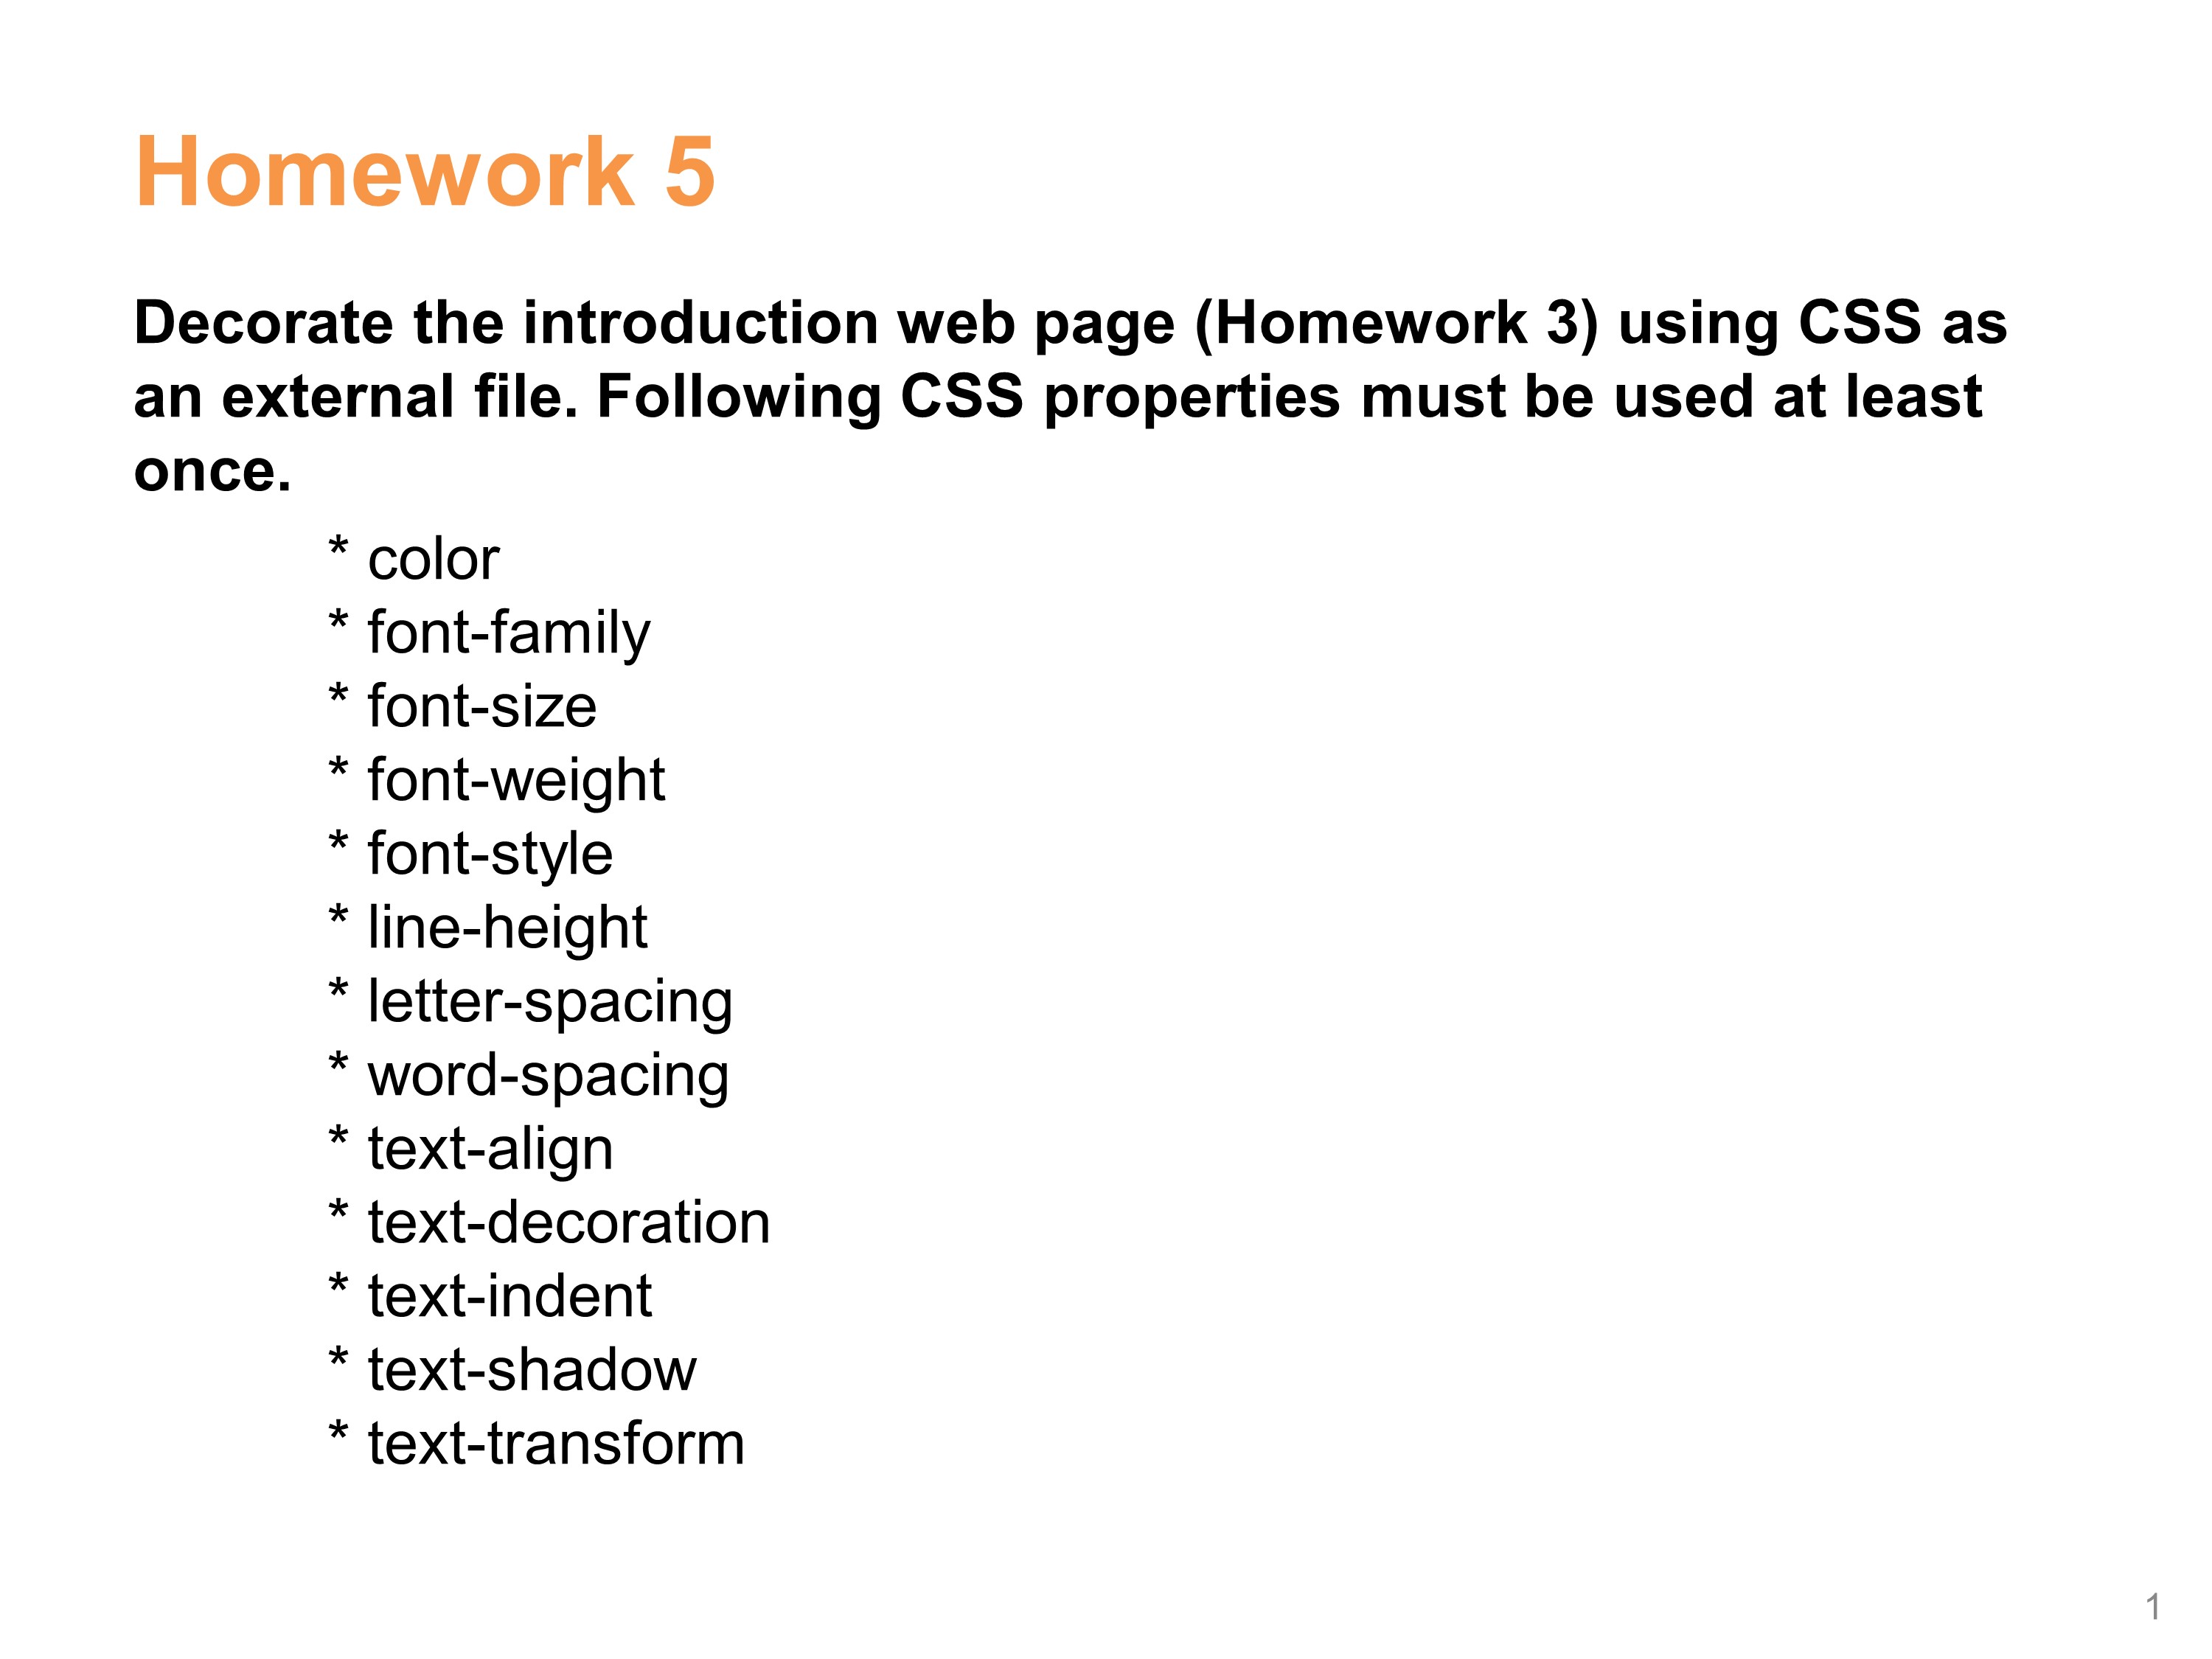 Homework 5
Decorate the introduction web page (Homework 3) using CSS as
an external file. Following CSS properties must be used at least
once.
* color
* font-family
* font-size
* font-weight
* font-style
* line-height
* letter-spacing
* word-spacing
* text-align
* text-decoration
* text-indent
* text-shadow
* text-transform
1